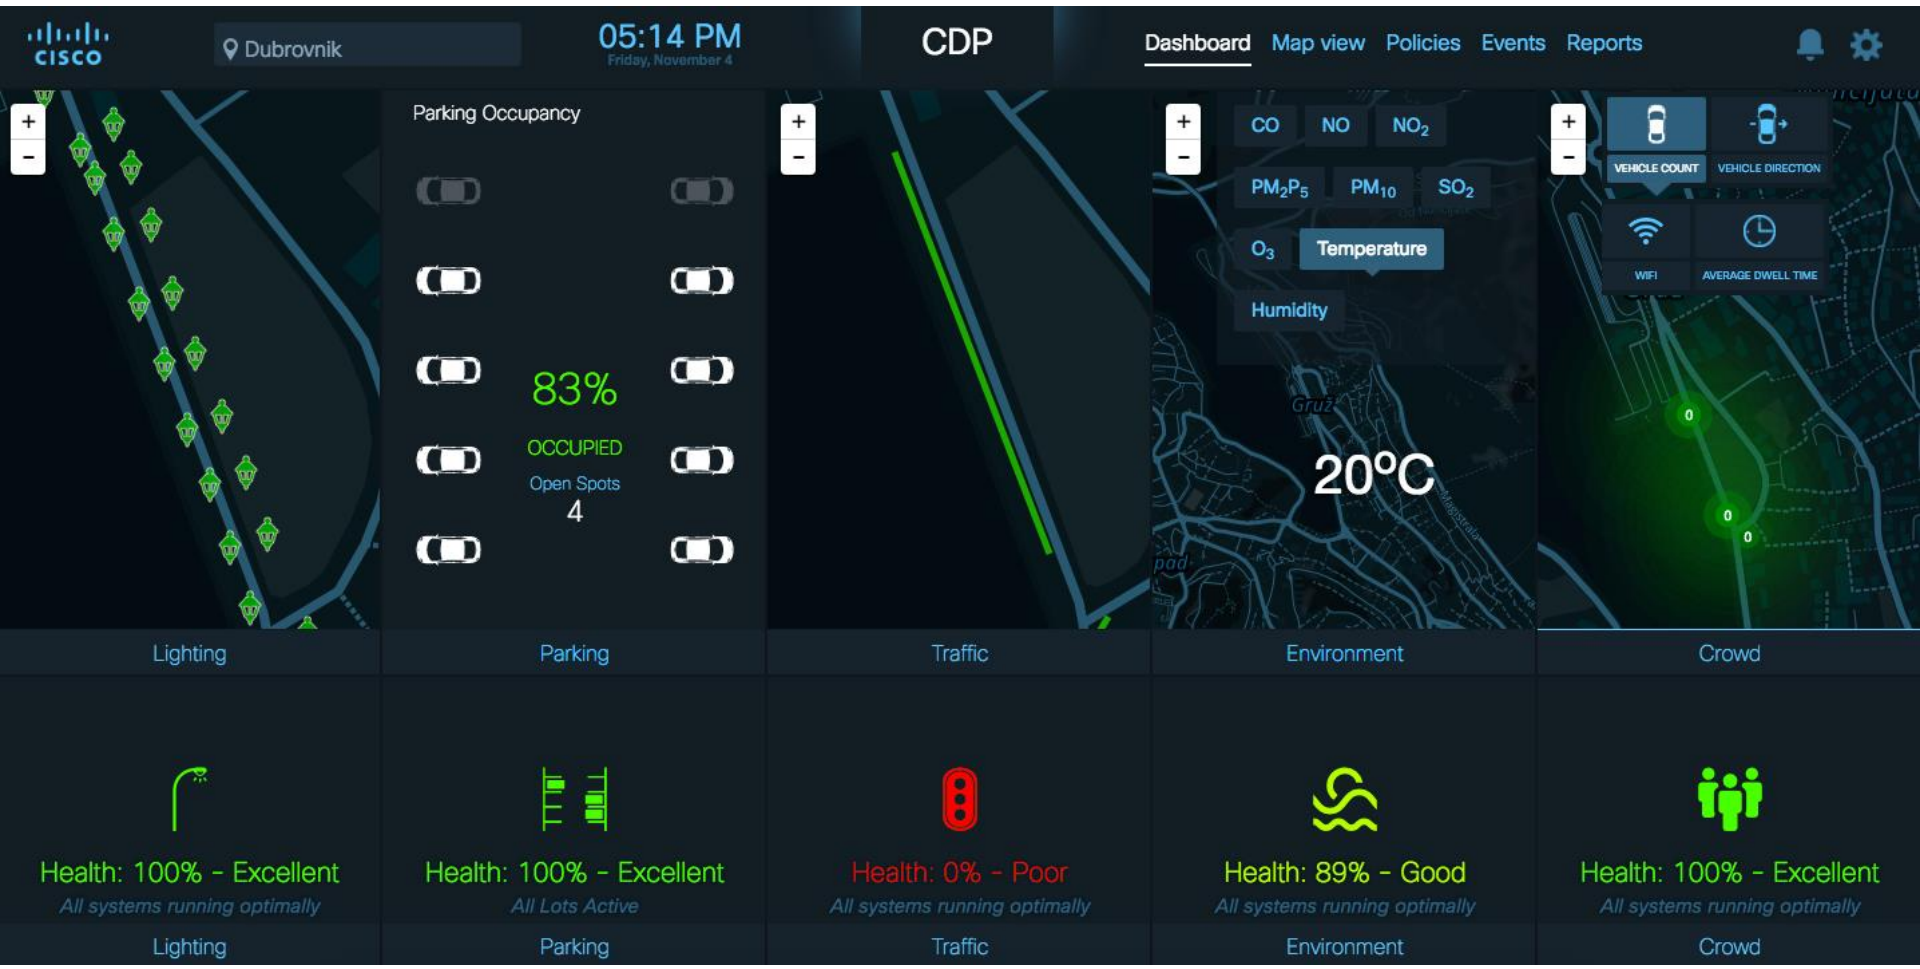 CISCO
Dubrovnik
05:14 PM
Friday, November 4
CDP
Dashboard Map view Policies Events Reports
+
-
Parking Occupancy
83%
OCCUPIED
Open Spots
4
+
-
+
-
CO NO NO₂
PM₂P₅ PM₁₀ SO₂
O₃ Temperature
Humidity
Gruž
20°C
Magistrala
pad
+
-
VEHICLE COUNT VEHICLE DIRECTION
WIFI AVERAGE DWELL TIME
0
0
0
Lighting Parking Traffic Environment Crowd
Health: 100% - Excellent
All systems running optimally
Lighting
Health: 100% - Excellent
All Lots Active
Parking
Health: 0% - Poor
All systems running optimally
Traffic
Health: 89% - Good
All systems running optimally
Environment
Health: 100% - Excellent
All systems running optimally
Crowd